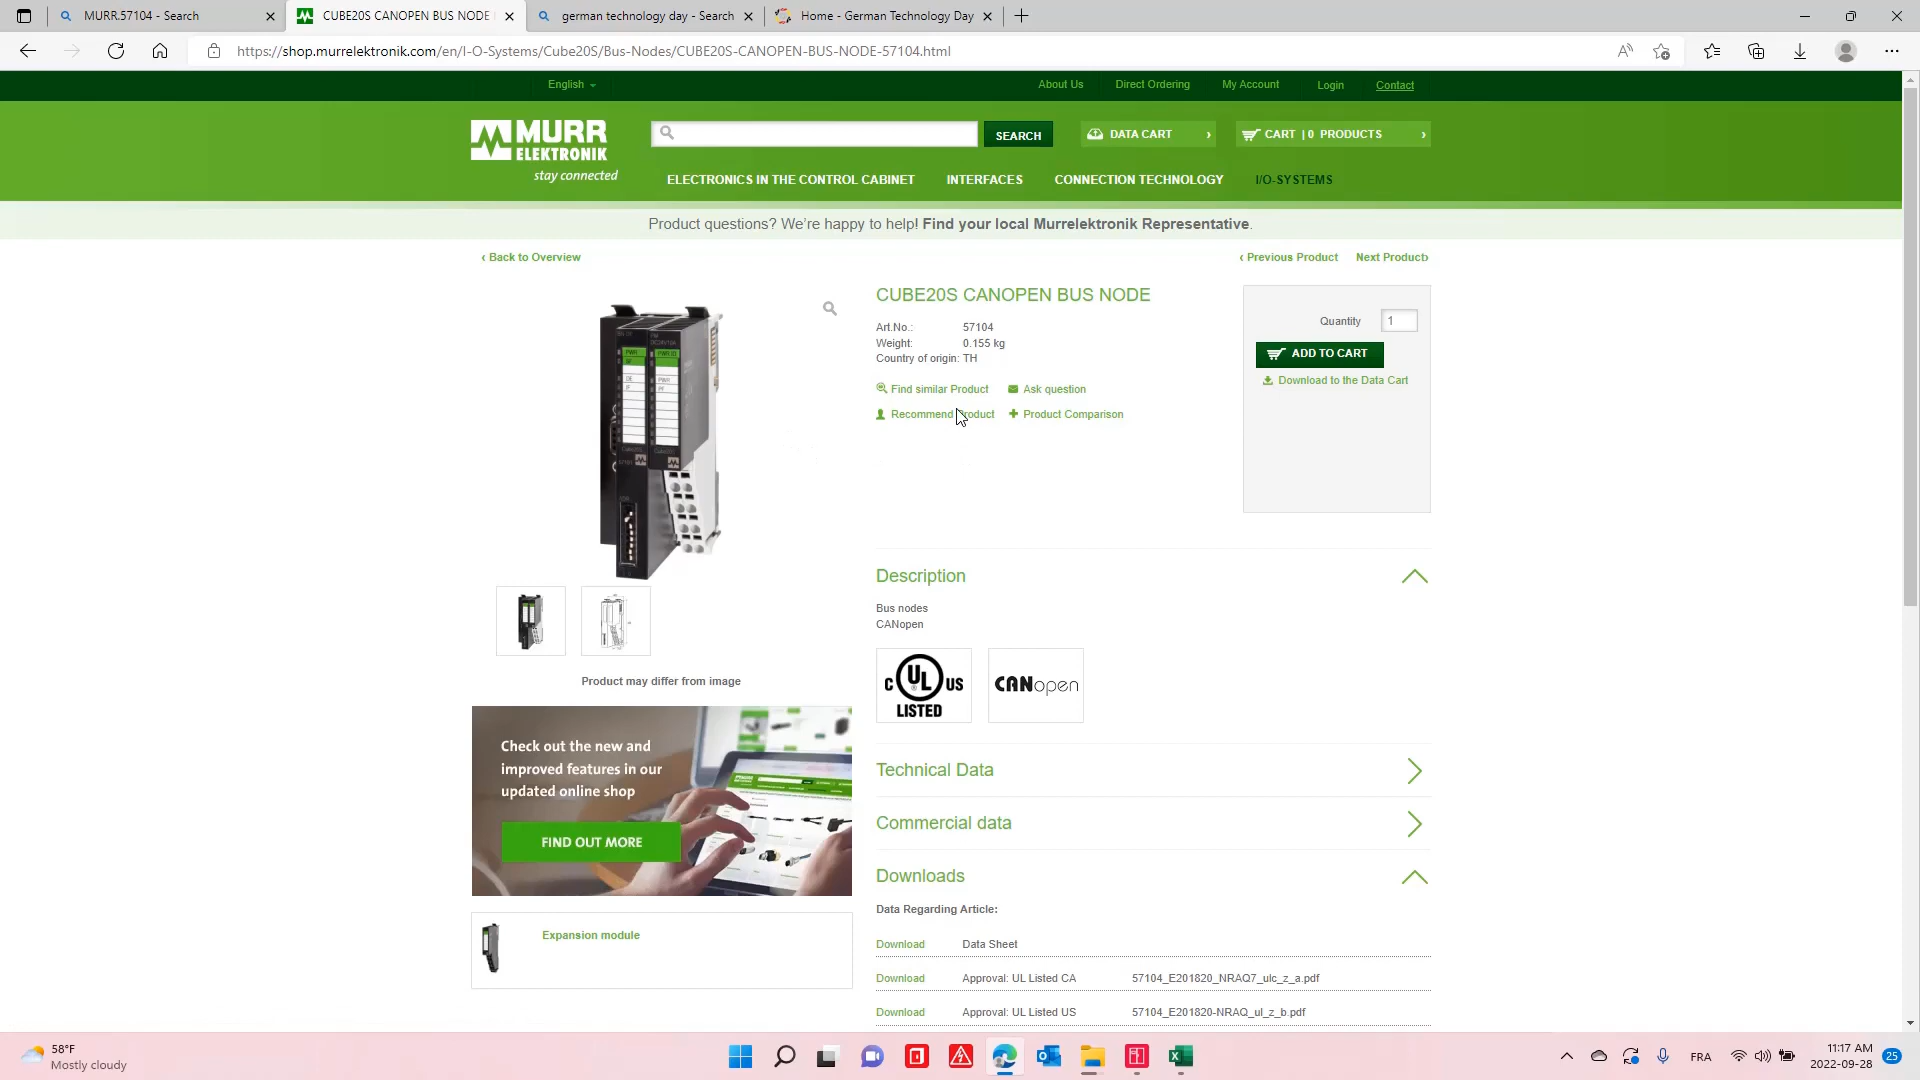 MURR.57104 - Search
CUBE20S CANOPEN BUS NODE
german technology day - Search
Home - German Technology Day
https://shop.murrelektronik.com/en/I-O-Systems/Cube20S/Bus-Nodes/CUBE20S-CANOPEN-BUS-NODE-57104.html
English
About Us
Direct Ordering
My Account
Login
Contact
MURR
ELEKTRONIK
stay connected
SEARCH
DATA CART
CART | 0 PRODUCTS
ELECTRONICS IN THE CONTROL CABINET
INTERFACES
CONNECTION TECHNOLOGY
I/O-SYSTEMS
Product questions? We're happy to help! Find your local Murrelektronik Representative.
‹ Back to Overview
‹ Previous Product
Next Product›
CUBE20S CANOPEN BUS NODE
Art.No.: 57104
Weight: 0.155 kg
Country of origin: TH
Find similar Product
Ask question
Recommend Product
Product Comparison
Quantity 1
ADD TO CART
Download to the Data Cart
Product may differ from image
Description
Bus nodes
CANopen
C UL US
LISTED
CANopen
Technical Data
Commercial data
Downloads
Data Regarding Article:
Download Data Sheet
Download Approval: UL Listed CA 57104_E201820_NRAQ7_ulc_z_a.pdf
Download Approval: UL Listed US 57104_E201820-NRAQ_ul_z_b.pdf
Check out the new and
improved features in our
updated online shop
FIND OUT MORE
Expansion module
58°F
Mostly cloudy
FRA
11:17 AM
2022-09-28
25